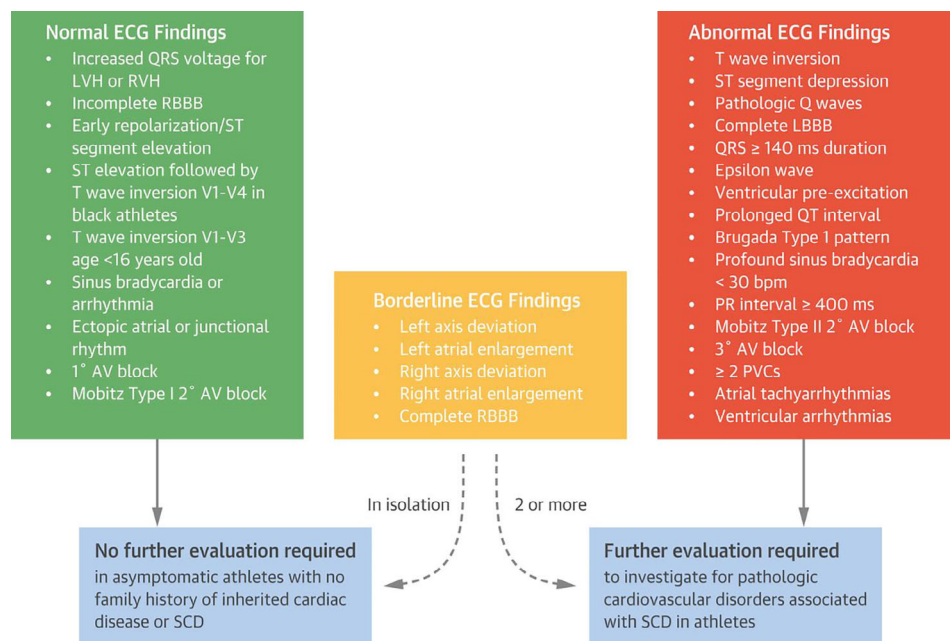 Normal ECG Findings
• Increased QRS voltage for
LVH or RVH
• Incomplete RBBB
• Early repolarization/ST
segment elevation
• ST elevation followed by
T wave inversion V1-V4 in
black athletes
• T wave inversion V1-V3
age <16 years old
• Sinus bradycardia or
arrhythmia
• Ectopic atrial or junctional
rhythm
• 1° AV block
• Mobitz Type I 2° AV block
Borderline ECG Findings
• Left axis deviation
• Left atrial enlargement
• Right axis deviation
• Right atrial enlargement
• Complete RBBB
Abnormal ECG Findings
• T wave inversion
• ST segment depression
• Pathologic Q waves
• Complete LBBB
• QRS ≥ 140 ms duration
• Epsilon wave
• Ventricular pre-excitation
• Prolonged QT interval
• Brugada Type 1 pattern
• Profound sinus bradycardia
< 30 bpm
• PR interval ≥ 400 ms
• Mobitz Type II 2° AV block
• 3° AV block
• ≥ 2 PVCs
• Atrial tachyarrhythmias
• Ventricular arrhythmias
In isolation
2 or more
No further evaluation required
in asymptomatic athletes with no
family history of inherited cardiac
disease or SCD
Further evaluation required
to investigate for pathologic
cardiovascular disorders associated
with SCD in athletes